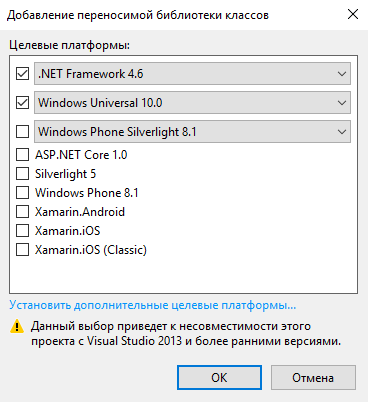 Добавление переносимой библиотеки классов
Целевые платформы:
.NET Framework 4.6
Windows Universal 10.0
Windows Phone Silverlight 8.1
ASP.NET Core 1.0
Silverlight 5
Windows Phone 8.1
Xamarin.Android
Xamarin.iOS
Xamarin.iOS (Classic)
Установить дополнительные целевые платформы...
Данный выбор приведет к несовместимости этого
проекта с Visual Studio 2013 и более ранними версиями.
ОК
Отмена